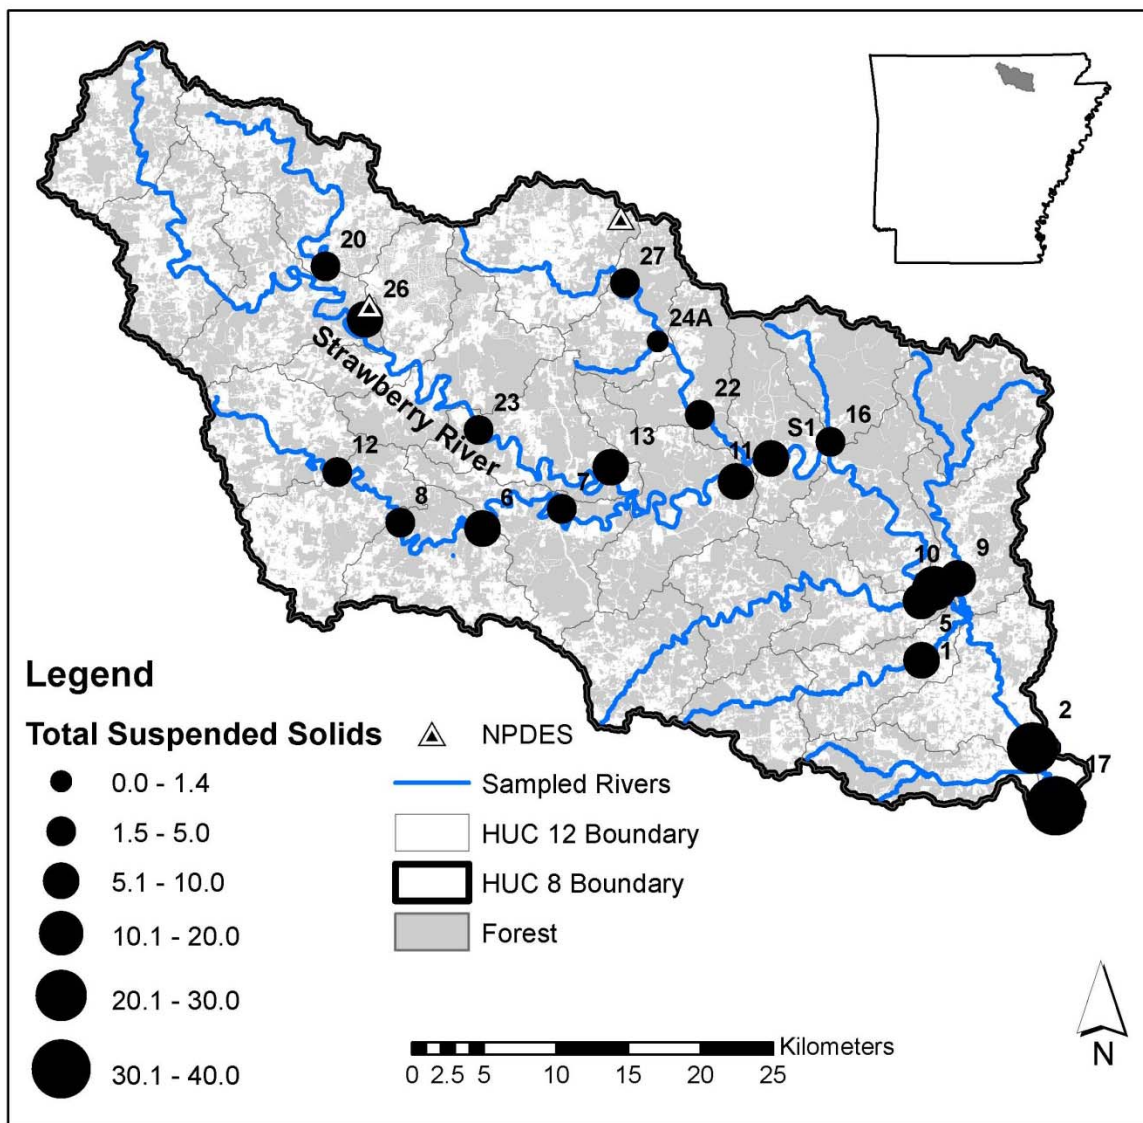 20
26
27
24A
Strawberry River
23
22
S1
16
13
12
11
8
6
7
10
9
5
1
2
17
Legend
Total Suspended Solids
0.0 - 1.4
1.5 - 5.0
5.1 - 10.0
10.1 - 20.0
20.1 - 30.0
30.1 - 40.0
NPDES
Sampled Rivers
HUC 12 Boundary
HUC 8 Boundary
Forest
Kilometers
0 2.5 5 10 15 20 25
N